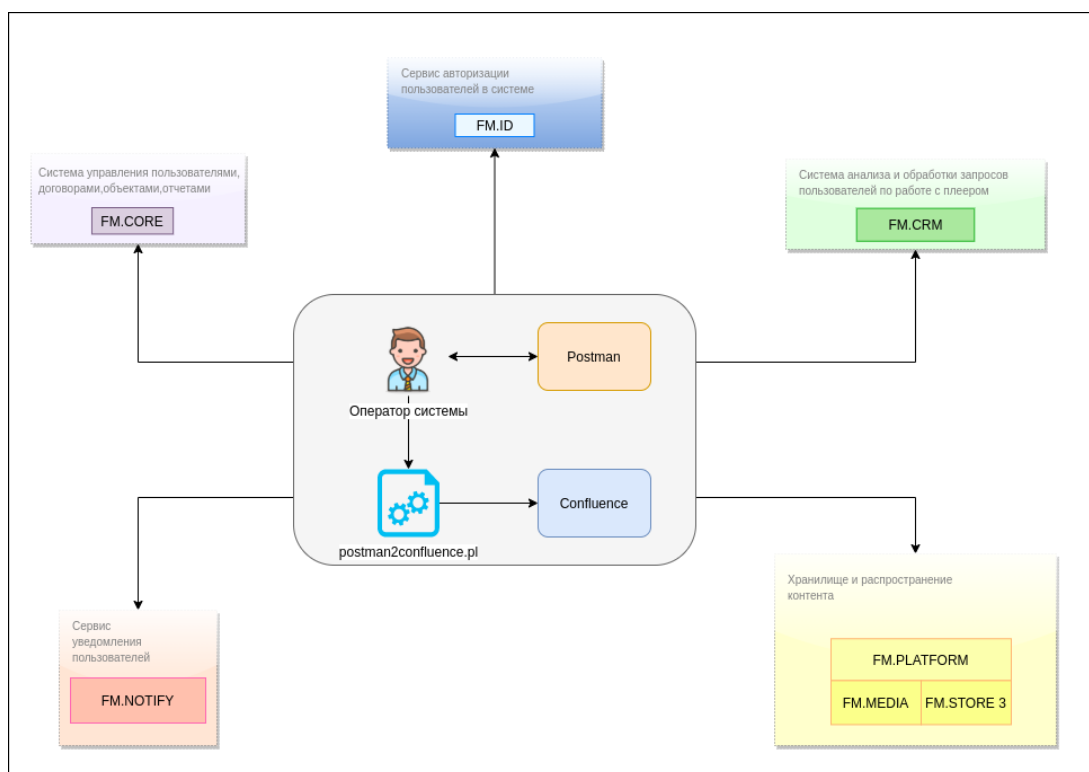 Сервис авторизации
пользователей в системе
FM.ID
Система управления пользователями,
договорами,объектами,отчетами
FM.CORE
Система анализа и обработки запросов
пользователей по работе с плеером
FM.CRM
Postman
Оператор системы
Confluence
postman2confluence.pl
Сервис
уведомления
пользователей
FM.NOTIFY
Хранилище и распространение
контента
FM.PLATFORM
FM.MEDIA
FM.STORE 3